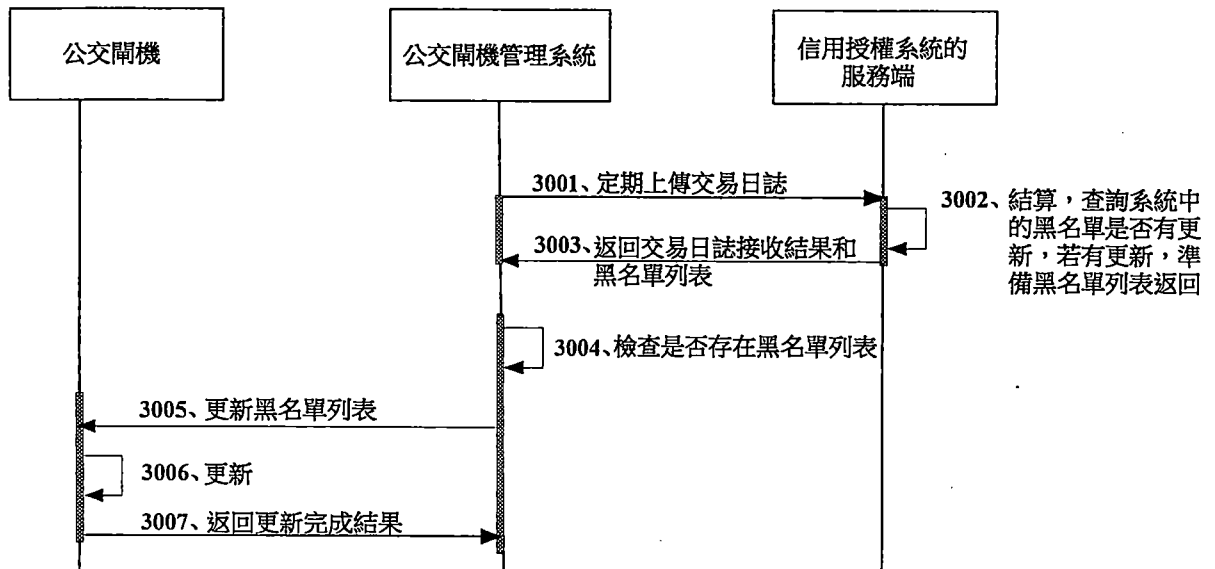 公交閘機
公交閘機管理系統
信用授權系統的
服務端
3001、定期上傳交易日誌
3002、結算，查詢系統中
的黑名單是否有更
新，若有更新，準
備黑名單列表返回
3003、返回交易日誌接收結果和
黑名單列表
3004、檢查是否存在黑名單列表
3005、更新黑名單列表
3006、更新
3007、返回更新完成結果